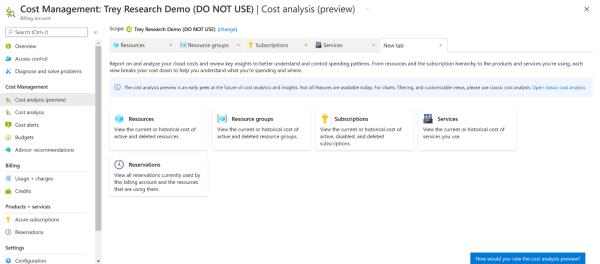 Cost Management: Trey Research Demo (DO NOT USE) | Cost analysis (preview) ...
Billing account
Search (Ctrl+/)
Overview
Access control
Diagnose and solve problems
Cost Management
Cost analysis (preview)
Cost analysis
Cost alerts
Budgets
Advisor recommendations
Billing
Usage + charges
Credits
Products + services
Azure subscriptions
Reservations
Settings
Configuration
Scope Trey Research Demo (DO NOT USE) (change)
Resources
Resource groups
Subscriptions
Services
New tab
Report on and analyze your cloud costs and review key insights to better understand and control spending patterns. From resources and the subscription hierarchy to the products and services you're using, each
view breaks your cost down to help you understand what you're spending and where.
The cost analysis preview is an early peek at the future of cost analytics and insights. Not all features are available today. For charts, filtering, and customizable views, please use classic cost analysis. Open classic cost analysis
Resources
View the current or historical cost of
active and deleted resources.
Resource groups
View the current or historical cost of
active and deleted resource groups.
Subscriptions
View the current or historical cost of
active, disabled, and deleted
subscriptions.
Services
View the current or historical cost of
services you use.
Reservations
View all reservations currently used by
this billing account and the resources
that are using them.
How would you rate the cost analysis preview?